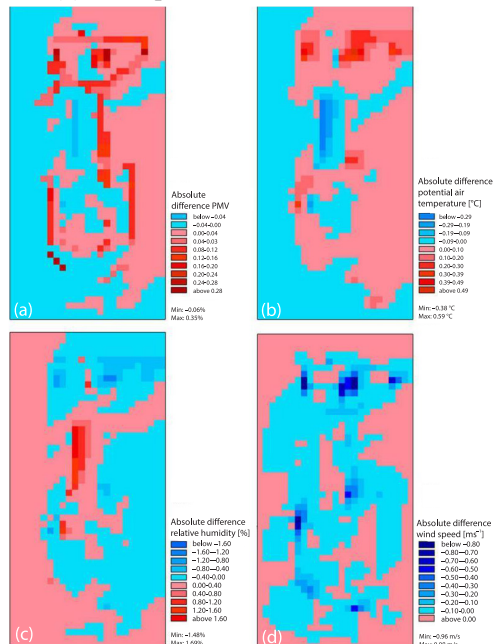 Absolute
difference PMV
below −0.04
−0.04-0.00
0.00-0.04
0.04-0.03
0.08-0.12
0.12-0.16
0.16-0.20
0.20-0.24
0.24-0.28
above 0.28
Min: −0.06%
Max: 0.35%
(a)
Absolute difference
potential air
temperature [°C]
below −0.29
−0.29-−0.19
−0.19-−0.09
−0.09-0.00
0.00-0.10
0.10-0.20
0.20-0.30
0.30-0.39
0.39-0.49
above 0.49
Min: −0.38 °C
Max: 0.59 °C
(b)
Absolute difference
relative humidity [%]
below −1.60
−1.60-−1.20
−1.20-−0.80
−0.80-−0.40
−0.40-0.00
0.00-0.40
0.40-0.80
0.80-1.20
1.20-1.60
above 1.60
Min: −1.48%
Max: 1.69%
(c)
Absolute difference
wind speed [ms⁻¹]
below −0.80
−0.80-−0.70
−0.70-−0.60
−0.60-−0.50
−0.50-−0.40
−0.40-−0.30
−0.30-−0.20
−0.20-−0.10
−0.10-0.00
above 0.00
Min: −0.96 m/s
(d)